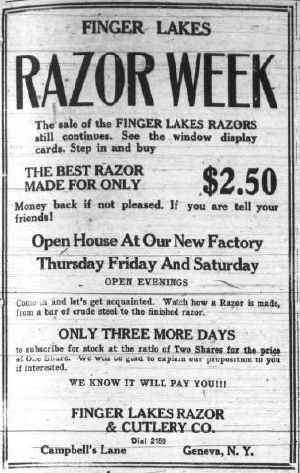 FINGER LAKES
RAZOR WEEK
The sale of the FINGER LAKES RAZORS
still continues. See the window display
cards. Step in and buy
THE BEST RAZOR
MADE FOR ONLY $2.50
Money back if not pleased. If you are tell your
friends!
Open House At Our New Factory
Thursday Friday And Saturday
OPEN EVENINGS
Come in and let's get acquainted. Watch how a Razor is made,
from a bar of crude steel to the finished razor.
ONLY THREE MORE DAYS
to subscribe for stock at the ratio of Two Shares for the price
of One Share. We will be glad to explain our proposition to you
if interested.
WE KNOW IT WILL PAY YOU!!!
FINGER LAKES RAZOR
& CUTLERY CO.
Dial 2159
Campbell's Lane Geneva, N. Y.